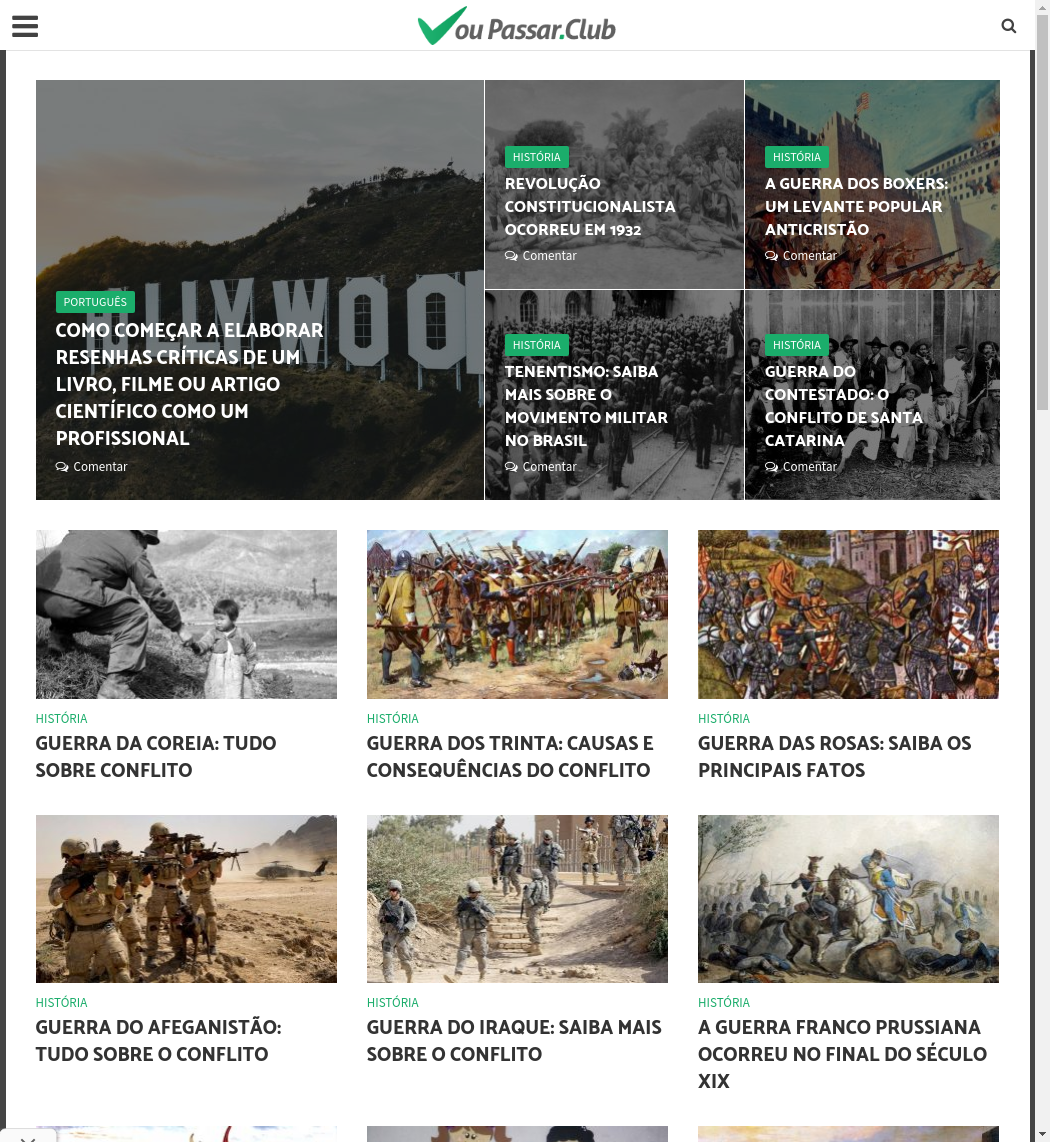 Vou Passar.Club
HOLLYWOO
PORTUGUÊS
COMO COMEÇAR A ELABORAR
RESENHAS CRÍTICAS DE UM
LIVRO, FILME OU ARTIGO
CIENTÍFICO COMO UM
PROFISSIONAL
Comentar
HISTÓRIA
REVOLUÇÃO
CONSTITUCIONALISTA
OCORREU EM 1932
Comentar
HISTÓRIA
A GUERRA DOS BOXERS:
UM LEVANTE POPULAR
ANTICRISTÃO
Comentar
HISTÓRIA
TENENTISMO: SAIBA
MAIS SOBRE O
MOVIMENTO MILITAR
NO BRASIL
Comentar
HISTÓRIA
GUERRA DO
CONTESTADO: O
CONFLITO DE SANTA
CATARINA
Comentar
HISTÓRIA
GUERRA DA COREIA: TUDO
SOBRE CONFLITO
HISTÓRIA
GUERRA DOS TRINTA: CAUSAS E
CONSEQUÊNCIAS DO CONFLITO
HISTÓRIA
GUERRA DAS ROSAS: SAIBA OS
PRINCIPAIS FATOS
HISTÓRIA
GUERRA DO AFEGANISTÃO:
TUDO SOBRE O CONFLITO
HISTÓRIA
GUERRA DO IRAQUE: SAIBA MAIS
SOBRE O CONFLITO
HISTÓRIA
A GUERRA FRANCO PRUSSIANA
OCORREU NO FINAL DO SÉCULO
XIX